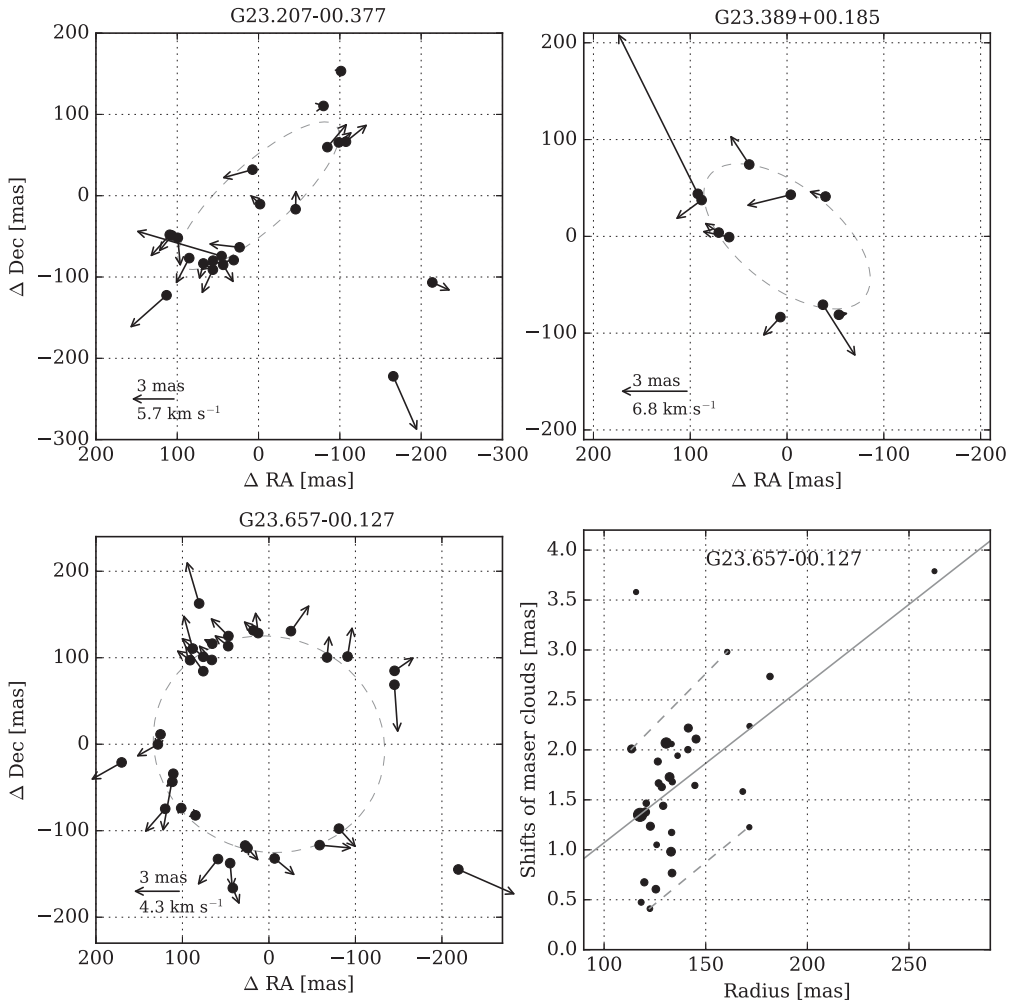 G23.207-00.377
200
100
0
−100
−200
−300
Δ Dec [mas]
3 mas
5.7 km s⁻¹
200 100 0 −100 −200 −300
Δ RA [mas]
G23.389+00.185
200
100
0
−100
−200
3 mas
6.8 km s⁻¹
200 100 0 −100 −200
Δ RA [mas]
G23.657-00.127
200
100
0
−100
−200
Δ Dec [mas]
3 mas
4.3 km s⁻¹
200 100 0 −100 −200
Δ RA [mas]
G23.657-00.127
4.0
3.5
3.0
2.5
2.0
1.5
1.0
0.5
0.0
Shifts of maser clouds [mas]
100 150 200 250
Radius [mas]